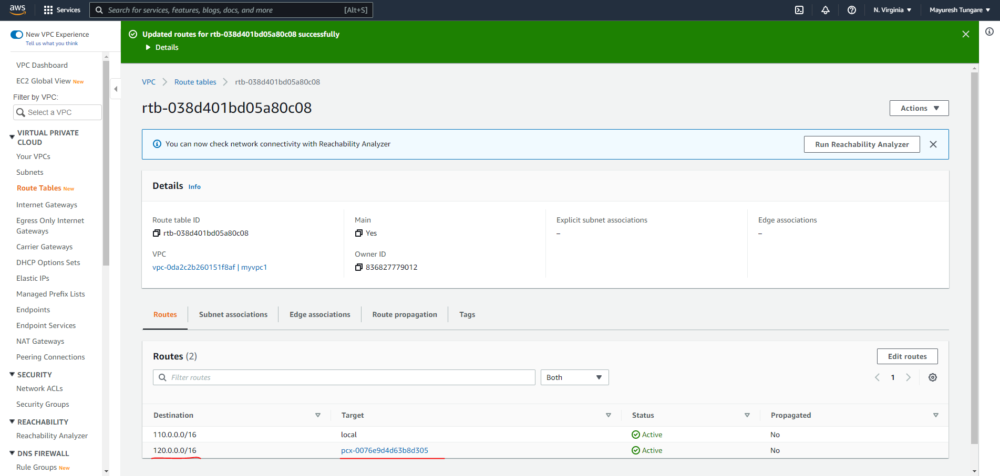 aws
Services
Search for services, features, blogs, docs, and more
[Alt+S]
N. Virginia
Mayuresh Tungare
New VPC Experience
Tell us what you think
VPC Dashboard
EC2 Global View New
Filter by VPC:
Select a VPC
VIRTUAL PRIVATE
CLOUD
Your VPCs
Subnets
Route Tables New
Internet Gateways
Egress Only Internet
Gateways
Carrier Gateways
DHCP Options Sets
Elastic IPs
Managed Prefix Lists
Endpoints
Endpoint Services
NAT Gateways
Peering Connections
SECURITY
Network ACLs
Security Groups
REACHABILITY
Reachability Analyzer
DNS FIREWALL
Rule Groups New
Updated routes for rtb-038d401bd05a80c08 successfully
Details
VPC
Route tables
rtb-038d401bd05a80c08
rtb-038d401bd05a80c08
Actions
You can now check network connectivity with Reachability Analyzer
Run Reachability Analyzer
Details Info
Route table ID
rtb-038d401bd05a80c08
VPC
vpc-0da2c2b260151f8af | myvpc1
Main
Yes
Owner ID
836827779012
Explicit subnet associations
–
Edge associations
–
Routes
Subnet associations
Edge associations
Route propagation
Tags
Routes (2)
Edit routes
Filter routes
Both
1
Destination
Target
Status
Propagated
110.0.0.0/16
local
Active
No
120.0.0.0/16
pcx-0076e9d4d63b8d305
Active
No